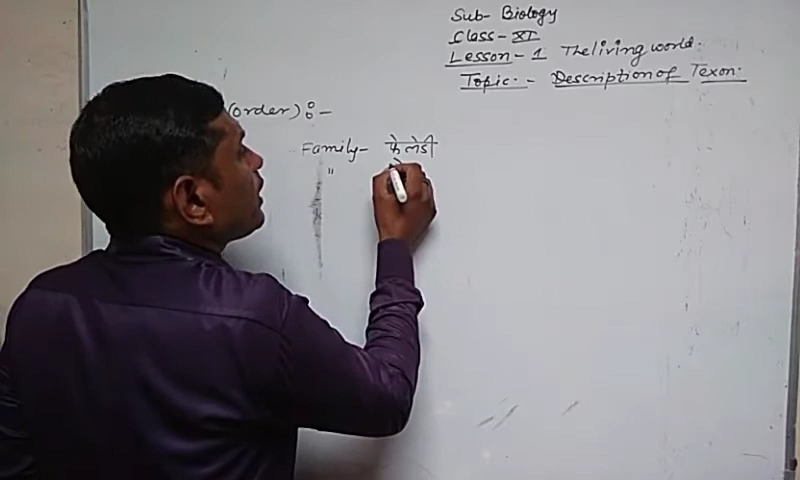 Sub- Biology
Class- XI
Lesson- 1 The living world.
Topic:- Description of Texon.
(order) :-
Family- फेलेडी
"